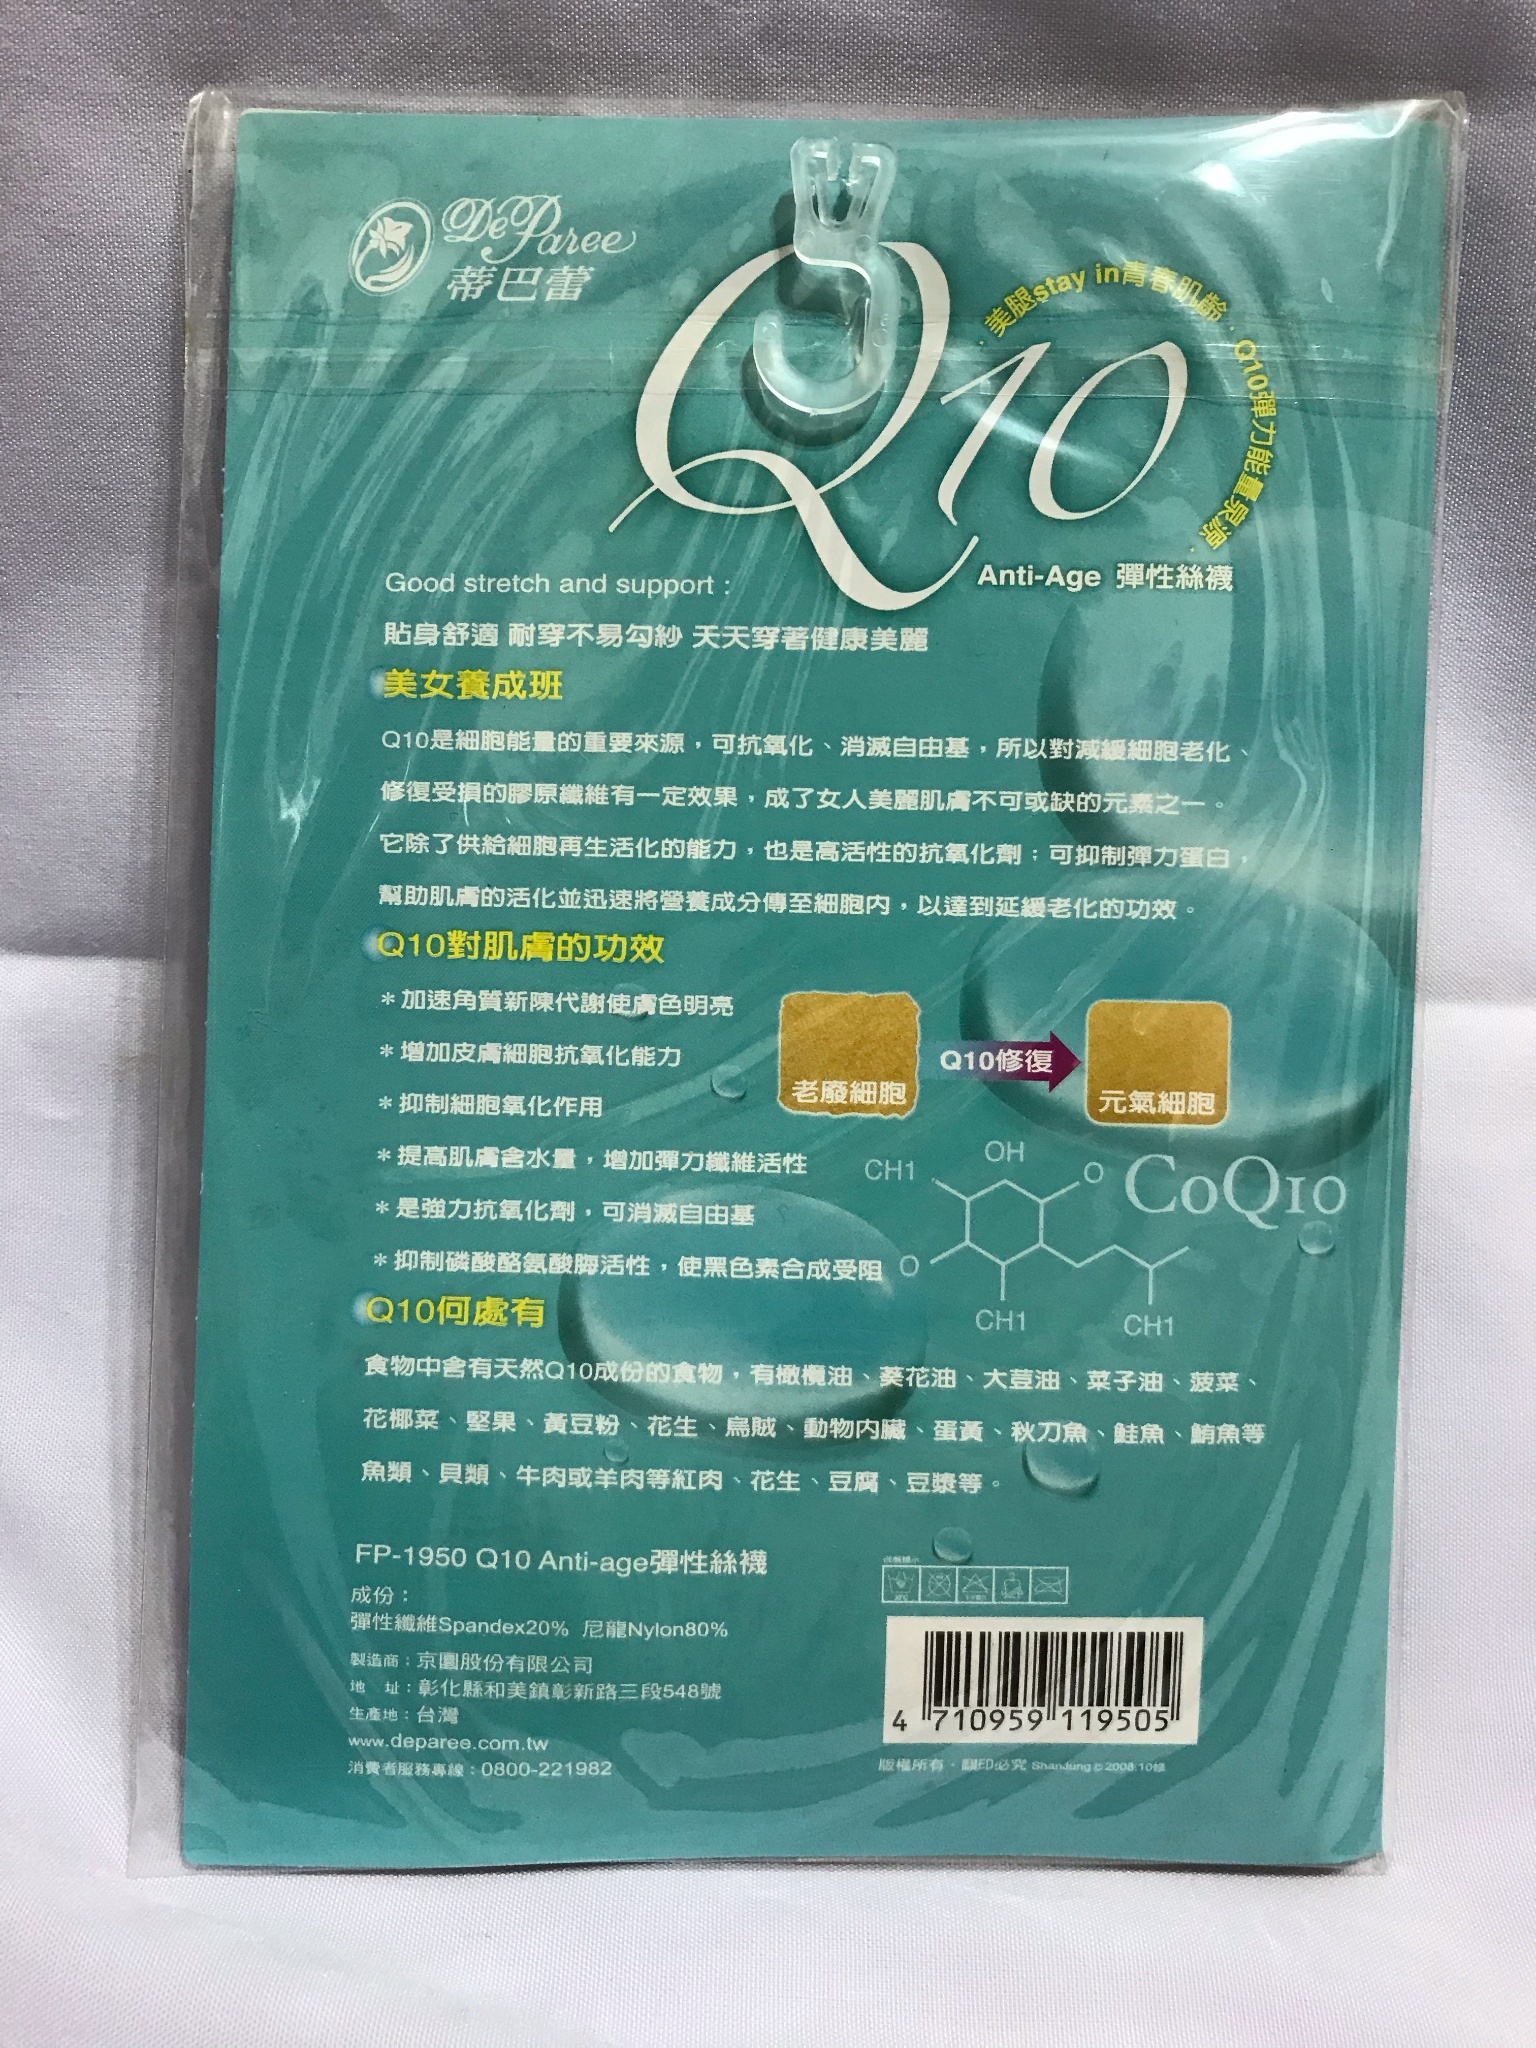 DeParee
蒂巴蕾
Q10
美腿stay in青春肌齡．Q10彈力能量泉源
Anti-Age 彈性絲襪
Good stretch and support :
貼身舒適 耐穿不易勾紗 天天穿著健康美麗
美女養成班
Q10是細胞能量的重要來源，可抗氧化、消滅自由基，所以對減緩細胞老化、
修復受損的膠原纖維有一定效果，成了女人美麗肌膚不可或缺的元素之一。
它除了供給細胞再生活化的能力，也是高活性的抗氧化劑；可抑制彈力蛋白，
幫助肌膚的活化並迅速將營養成分傳至細胞內，以達到延緩老化的功效。
Q10對肌膚的功效
＊加速角質新陳代謝使膚色明亮
＊增加皮膚細胞抗氧化能力
＊抑制細胞氧化作用
＊提高肌膚含水量，增加彈力纖維活性
＊是強力抗氧化劑，可消滅自由基
＊抑制磷酸酪氨酸脢活性，使黑色素合成受阻
老廢細胞
Q10修復
元氣細胞
CH1
OH
O
CoQ10
O
CH1
CH1
Q10何處有
食物中含有天然Q10成份的食物，有橄欖油、葵花油、大荳油、菜子油、菠菜、
花椰菜、堅果、黃豆粉、花生、烏賊、動物內臟、蛋黃、秋刀魚、鮭魚、鮪魚等
魚類、貝類、牛肉或羊肉等紅肉、花生、豆腐、豆漿等。
FP-1950 Q10 Anti-age彈性絲襪
成份：
彈性纖維Spandex20% 尼龍Nylon80%
製造商：京園股份有限公司
地 址：彰化縣和美鎮彰新路三段548號
生產地：台灣
www.deparee.com.tw
消費者服務專線：0800-221982
4 710959 119505
版權所有．翻印必究 Shandung © 2008.10修